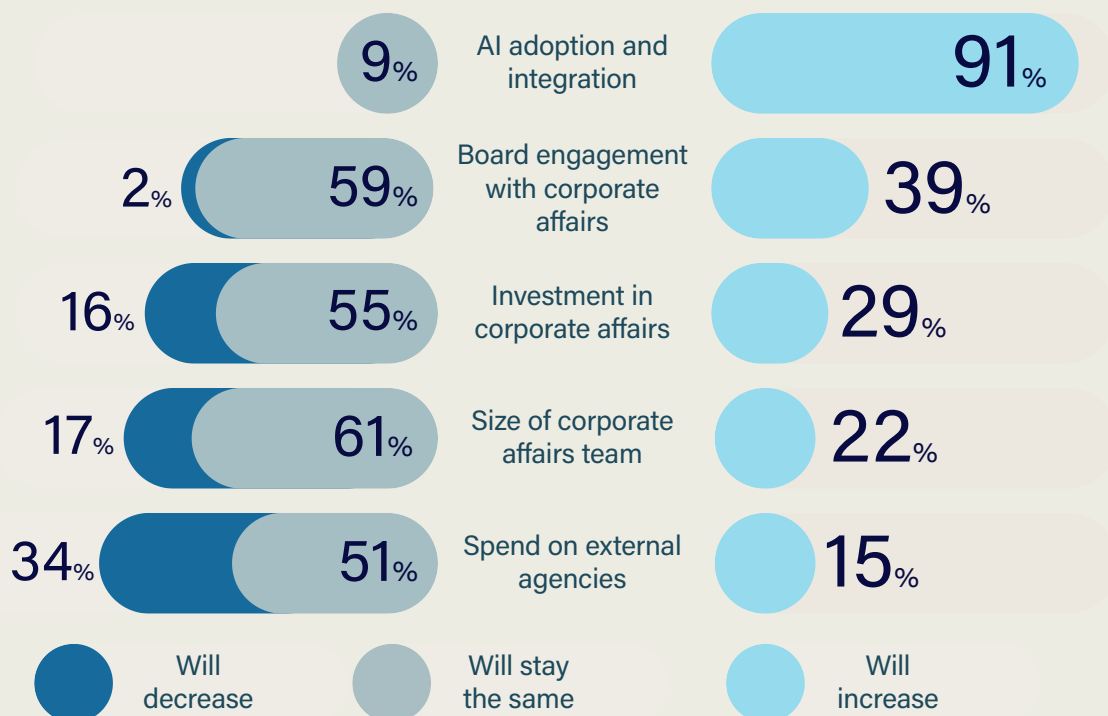 9%
AI adoption and
integration
91%
2%
59%
Board engagement
with corporate
affairs
39%
16%
55%
Investment in
corporate affairs
29%
17%
61%
Size of corporate
affairs team
22%
34%
51%
Spend on external
agencies
15%
Will
decrease
Will stay
the same
Will
increase